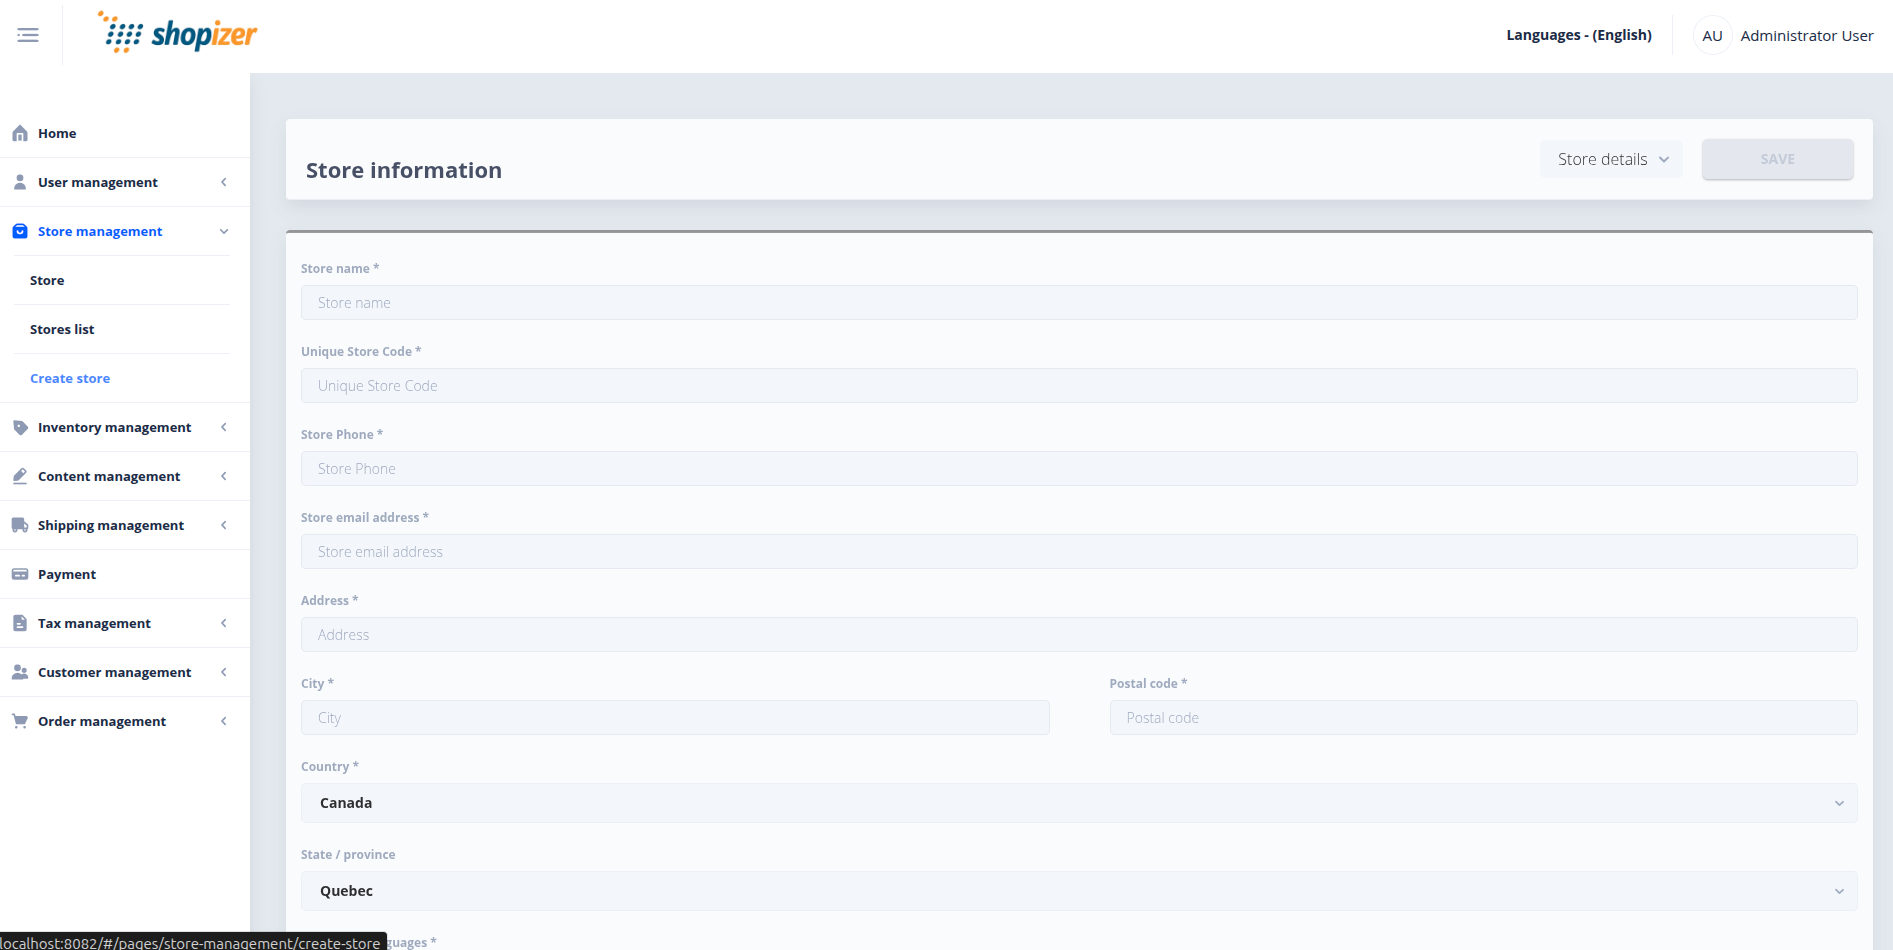 shopizer
Languages - (English)
AU
Administrator User
Home
User management
Store management
Store
Stores list
Create store
Inventory management
Content management
Shipping management
Payment
Tax management
Customer management
Order management
Store information
Store details
SAVE
Store name *
Store name
Unique Store Code *
Unique Store Code
Store Phone *
Store Phone
Store email address *
Store email address
Address *
Address
City *
City
Postal code *
Postal code
Country *
Canada
State / province
Quebec
guages *
localhost:8082/#/pages/store-management/create-store